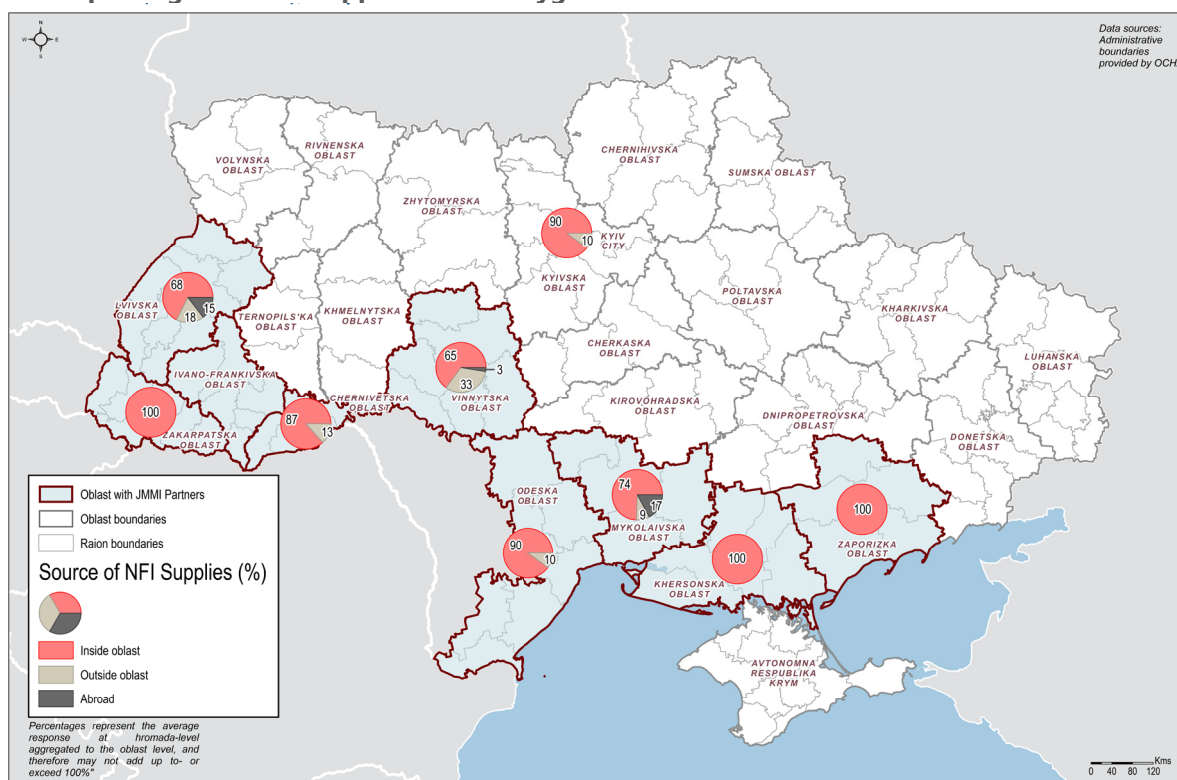 N
W
E
S
Data sources:
Administrative
boundaries
provided by OCH
VOLYNSKA
OBLAST
RIVNENSKA
OBLAST
ZHYTOMYRSKA
OBLAST
CHERNIHIVSKA
OBLAST
SUMSKA OBLAST
90
10
KYIV
CITY
KYIVSKA
OBLAST
POLTAVSKA
OBLAST
KHARKIVSKA
OBLAST
LUHANSKA
OBLAST
68
15
18
LVIVSKA
OBLAST
TERNOPILS'KA
OBLAST
KHMELNYTSKA
OBLAST
CHERKASKA
OBLAST
65
3
33
VINNYTSKA
OBLAST
IVANO-FRANKIVSKA
OBLAST
CHERNIVETSKA
OBLAST
KIROVOHRADSKA
OBLAST
DNIPROPETROVSKA
OBLAST
DONETSKA
OBLAST
100
ZAKARPATSKA
OBLAST
87
13
ODESKA
OBLAST
90
10
74
17
9
MYKOLAIVSKA
OBLAST
100
KHERSONSKA
OBLAST
100
ZAPORIZKA
OBLAST
AVTONOMNA
RESPUBLIKA
KRYM
Oblast with JMMI Partners
Oblast boundaries
Raion boundaries
Source of NFI Supplies (%)
Inside oblast
Outside oblast
Abroad
Percentages represent the average
response at hromada-level
aggregated to the oblast level, and
therefore may not add up to- or
exceed 100%"
Kms
0 40 80 120